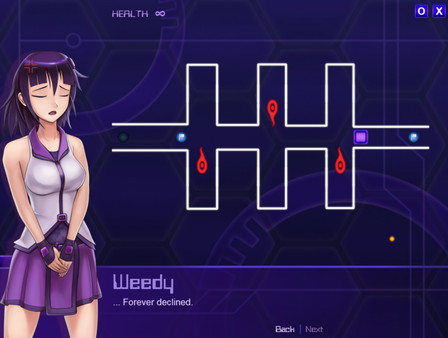 HEALTH ∞
O X
Weedy
... Forever declined.
Back | Next